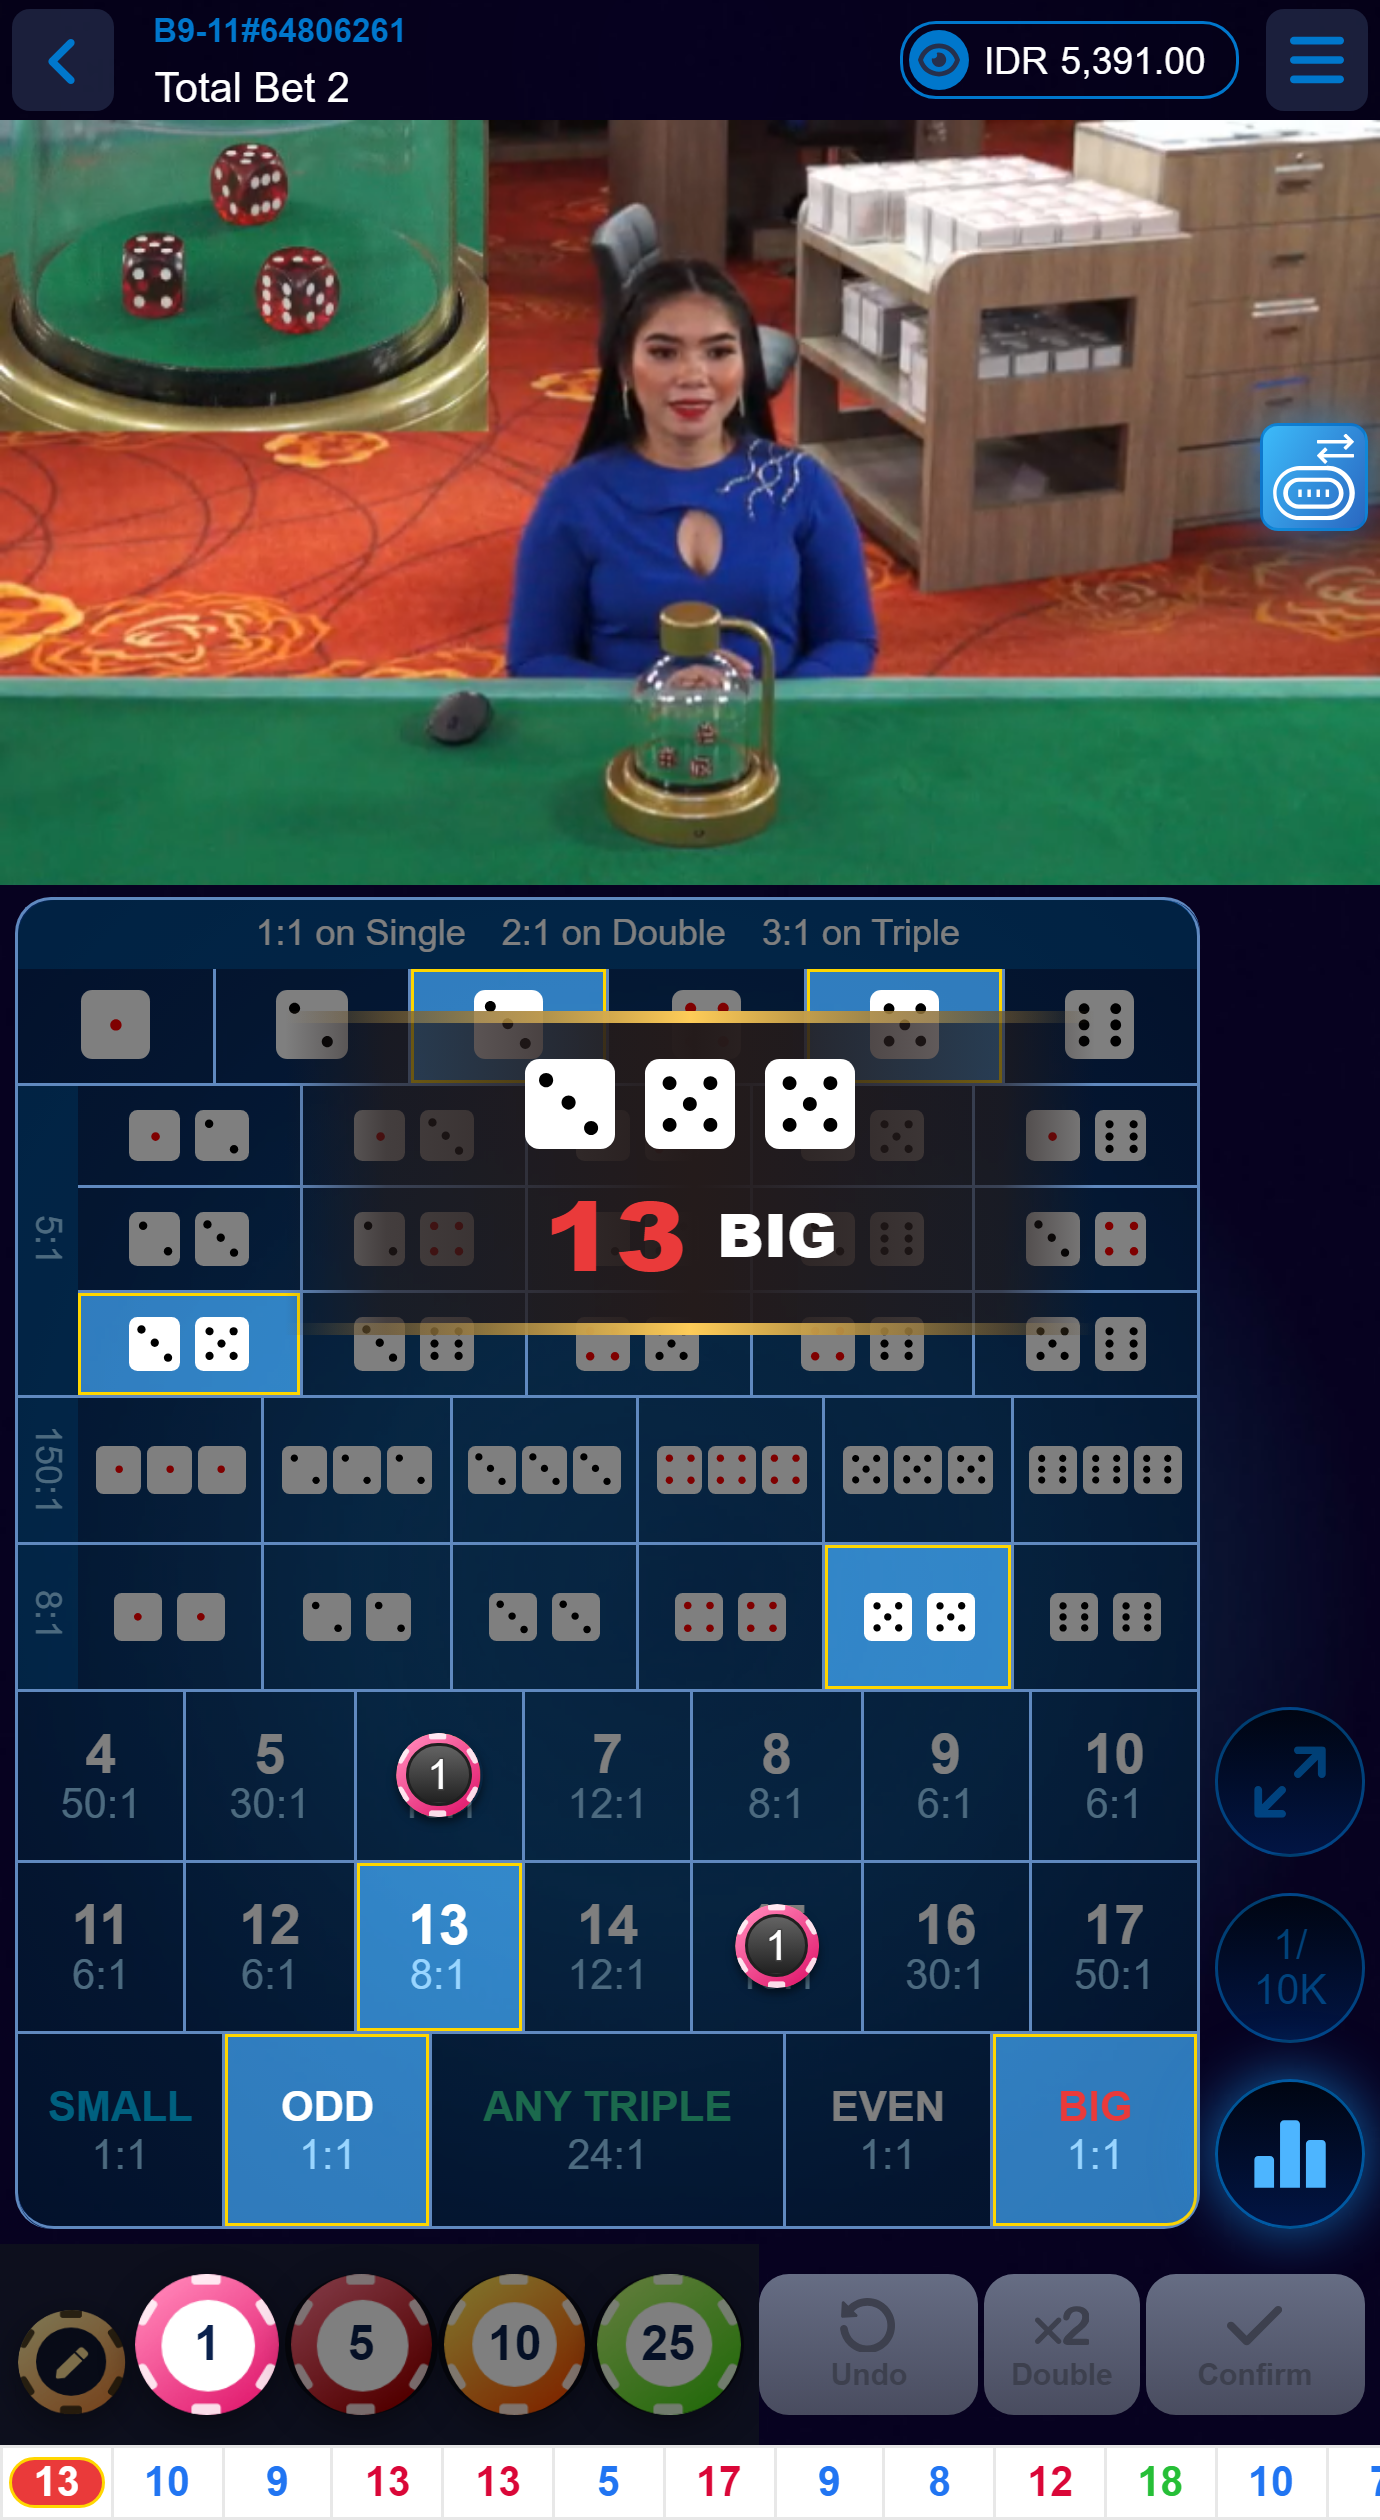 B9-11#64806261
Total Bet 2
IDR 5,391.00
1:1 on Single 2:1 on Double 3:1 on Triple
13 BIG
5:1
150:1
8:1
4 5 1 7 8 9 10
50:1 30:1 12:1 8:1 6:1 6:1
11 12 13 14 1 16 17
6:1 6:1 8:1 12:1 30:1 50:1
1/
10K
SMALL ODD ANY TRIPLE EVEN BIG
1:1 1:1 24:1 1:1 1:1
1 5 10 25
Undo x2 Double Confirm
13 10 9 13 13 5 17 9 8 12 18 10